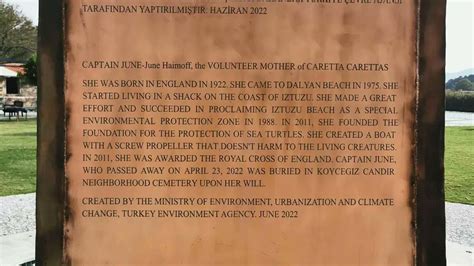 TARAFINDAN YAPTIRILMIŞTIR. HAZİRAN 2022
CAPTAIN JUNE-June Haimoff, the VOLUNTEER MOTHER of CARETTA CARETTAS
SHE WAS BORN IN ENGLAND IN 1922. SHE CAME TO DALYAN BEACH IN 1975. SHE
STARTED LIVING IN A SHACK ON THE COAST OF IZTUZU. SHE MADE A GREAT
EFFORT AND SUCCEEDED IN PROCLAIMING IZTUZU BEACH AS A SPECIAL
ENVIRONMENTAL PROTECTION ZONE IN 1988. IN 2011, SHE FOUNDED THE
FOUNDATION FOR THE PROTECTION OF SEA TURTLES. SHE CREATED A BOAT
WITH A SCREW PROPELLER THAT DOESN'T HARM TO THE LIVING CREATURES.
IN 2011, SHE WAS AWARDED THE ROYAL CROSS OF ENGLAND. CAPTAIN JUNE,
WHO PASSED AWAY ON APRIL 23, 2022 WAS BURIED IN KOYCEGIZ CANDIR
NEIGHBORHOOD CEMETERY UPON HER WILL.
CREATED BY THE MINISTRY OF ENVIRONMENT, URBANIZATION AND CLIMATE
CHANGE, TURKEY ENVIRONMENT AGENCY. JUNE 2022